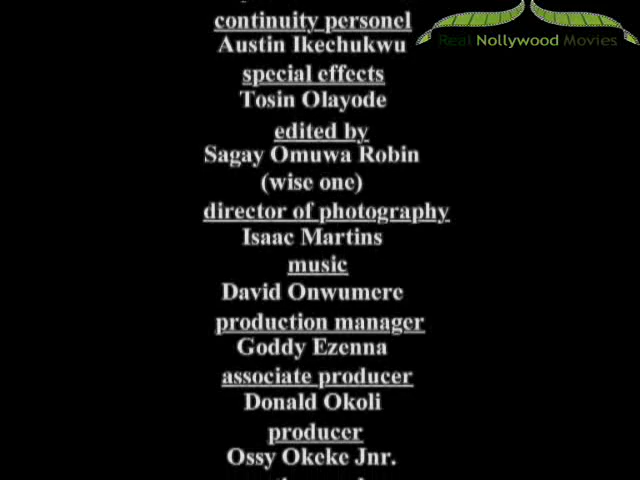 Real Nollywood Movies
continuity personel
Austin Ikechukwu
special effects
Tosin Olayode
edited by
Sagay Omuwa Robin
(wise one)
director of photography
Isaac Martins
music
David Onwumere
production manager
Goddy Ezenna
associate producer
Donald Okoli
producer
Ossy Okeke Jnr.